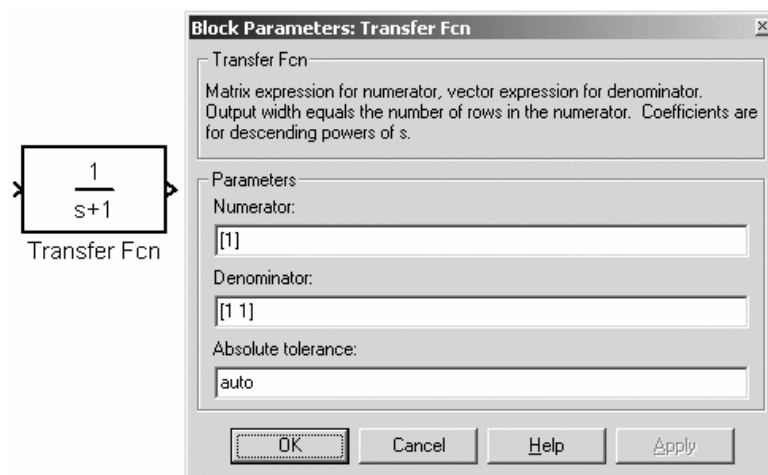 1
s+1
Transfer Fcn
Block Parameters: Transfer Fcn
Transfer Fcn
Matrix expression for numerator, vector expression for denominator.
Output width equals the number of rows in the numerator.  Coefficients are
for descending powers of s.
Parameters
Numerator:
[1]
Denominator:
[1 1]
Absolute tolerance:
auto
OK
Cancel
Help
Apply